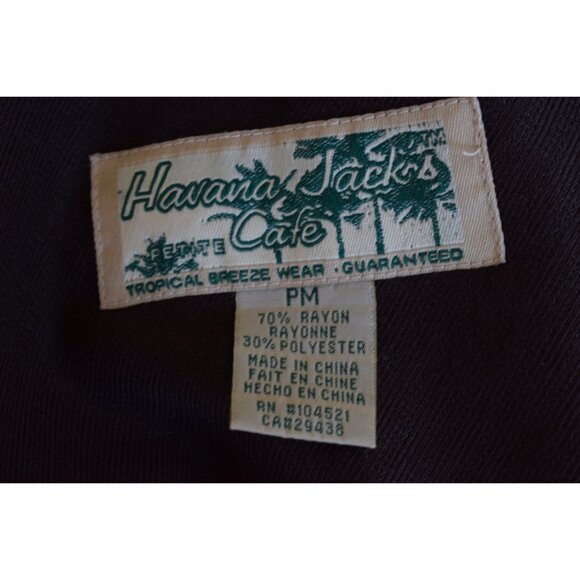 Havana Jack's TM
PETITE Cafe
TROPICAL BREEZE WEAR · GUARANTEED
PM
70% RAYON
RAYONNE
30% POLYESTER
MADE IN CHINA
FAIT EN CHINE
HECHO EN CHINA
RN #104521
CA#29438